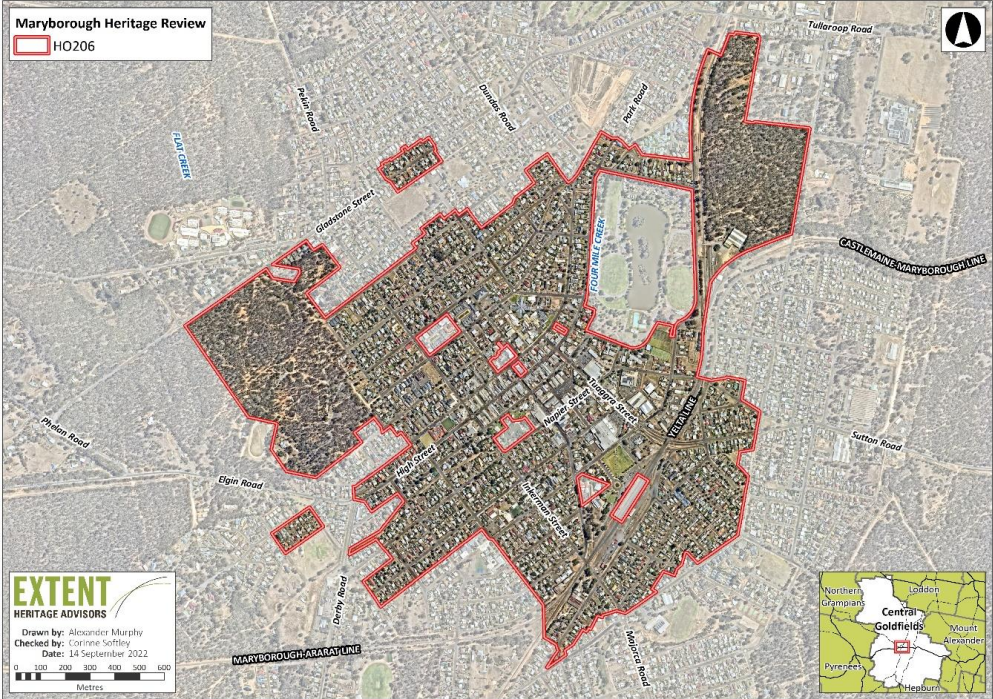 Maryborough Heritage Review
HO206
Tullaroop Road
Pekin Road
Dundas Road
Park Road
FLAT CREEK
Gladstone Street
FOUR MILE CREEK
CASTLEMAINE-MARYBOROUGH LINE
Tuaggra Street
Napier Street
YELTA LINE
Phelan Road
High Street
Sutton Road
Elgin Road
Inkerman Street
Derby Road
Majorca Road
MARYBOROUGH-ARARAT LINE
EXTENT
HERITAGE ADVISORS
Drawn by: Alexander Murphy
Checked by: Corinne Softley
Date: 14 September 2022
0 100 200 300 400 500 600
Metres
Northern
Grampians
Loddon
Central
Goldfields
Mount
Alexander
Pyrenees
Hepburn